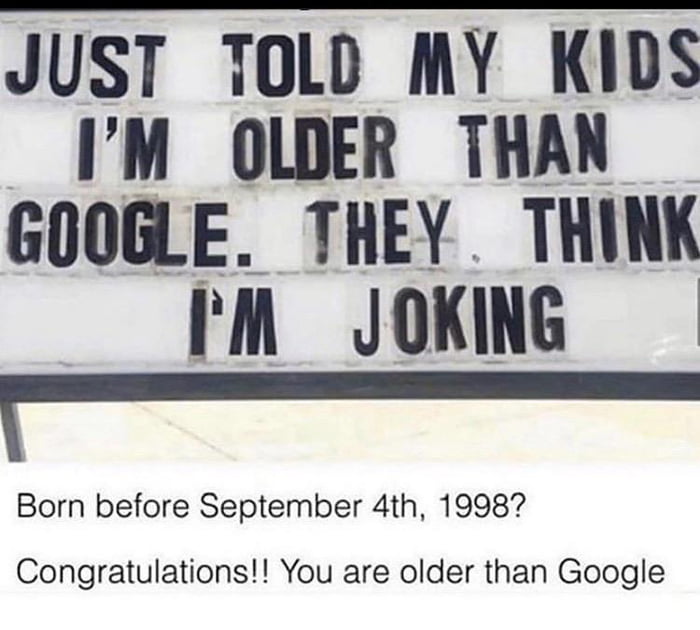 JUST TOLD MY KIDS
I'M OLDER THAN
GOOGLE. THEY THINK
I'M JOKING
Born before September 4th, 1998?
Congratulations!! You are older than Google